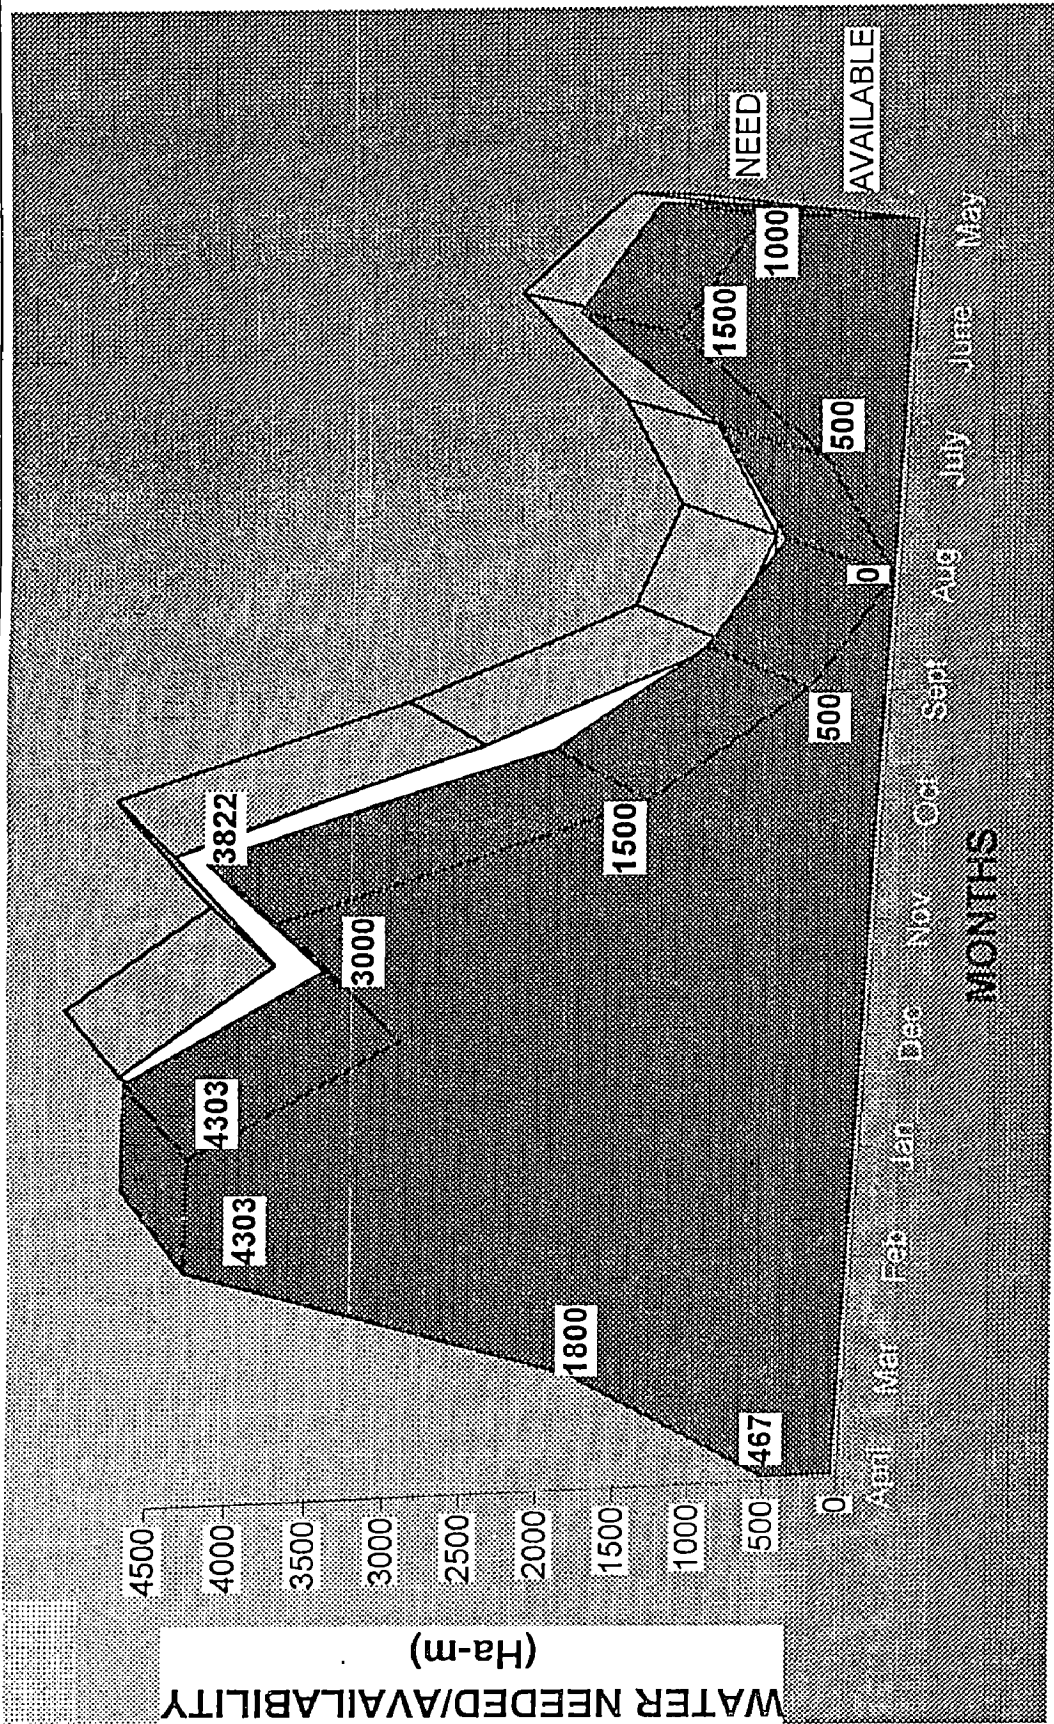 WATER NEEDED/AVAILABILITY
(Ha-m)
4500
4000
3500
3000
2500
2000
1500
1000
500
0
467
1800
4303
4303
3000
3822
1500
500
0
500
1500
1000
NEED
AVAILABLE
April
Mar
Feb
Jan
Dec
Nov
Oct
Sept
Aug
July
June
May
MONTHS